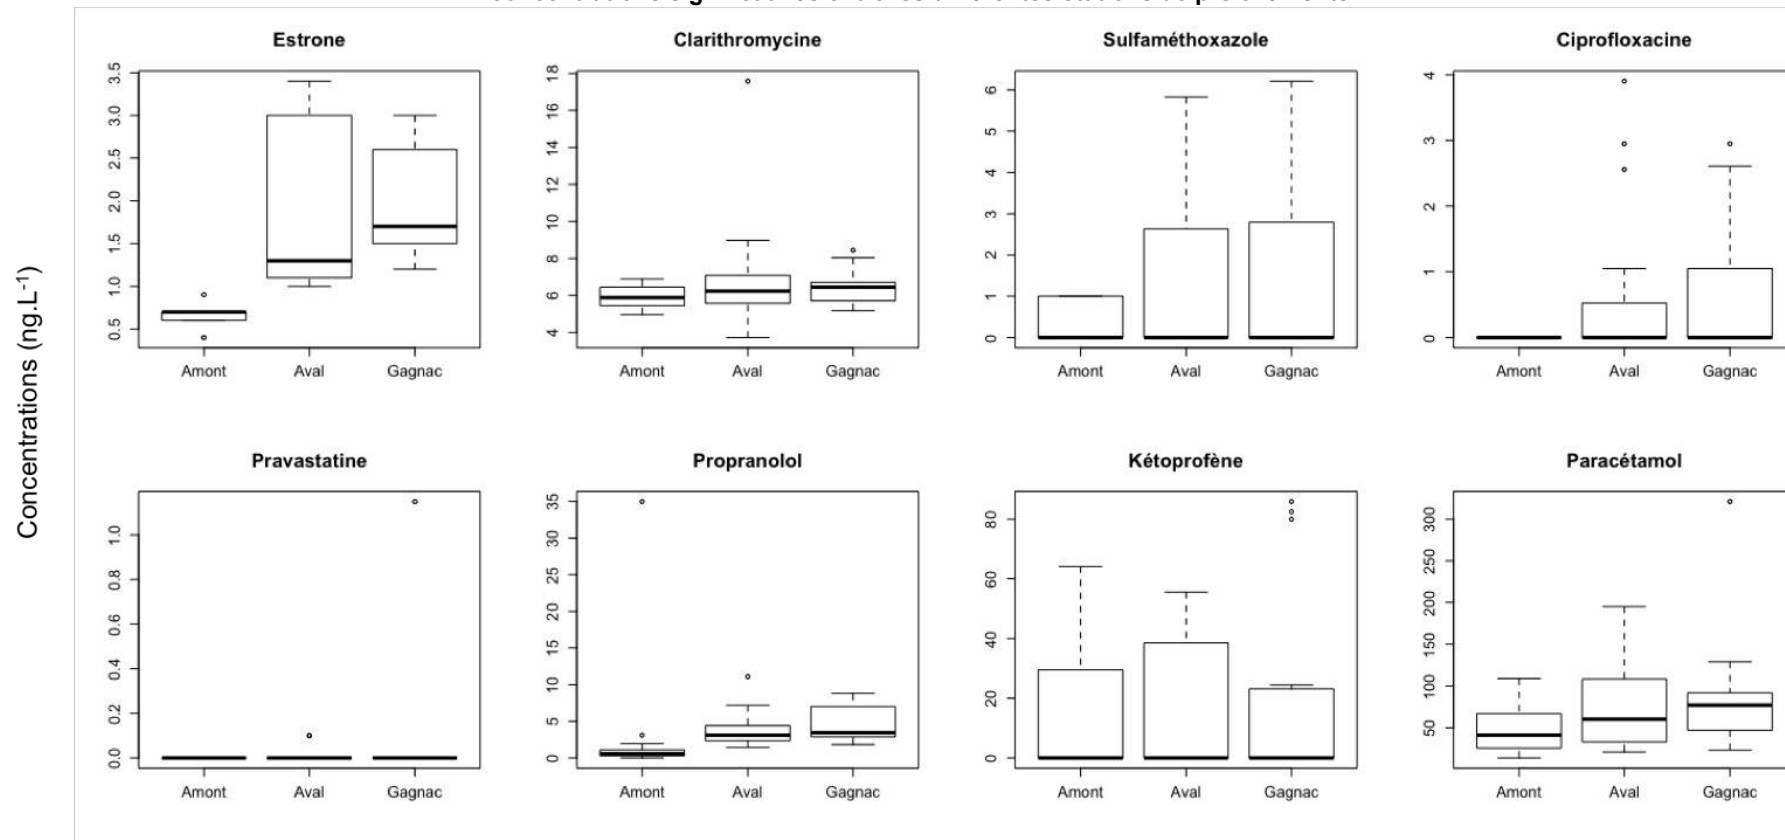 Estrone Clarithromycine Sulfaméthoxazole Ciprofloxacine
Concentrations (ng.L-1)
0.5 1.0 1.5 2.0 2.5 3.0 3.5
4 6 8 10 12 14 16 18
0 1 2 3 4 5 6
0 1 2 3 4
Amont Aval Gagnac Amont Aval Gagnac Amont Aval Gagnac Amont Aval Gagnac
Pravastatine Propranolol Kétoprofène Paracétamol
0.0 0.2 0.4 0.6 0.8 1.0
0 5 10 15 20 25 30 35
0 20 40 60 80
50 100 150 200 250 300
Amont Aval Gagnac Amont Aval Gagnac Amont Aval Gagnac Amont Aval Gagnac